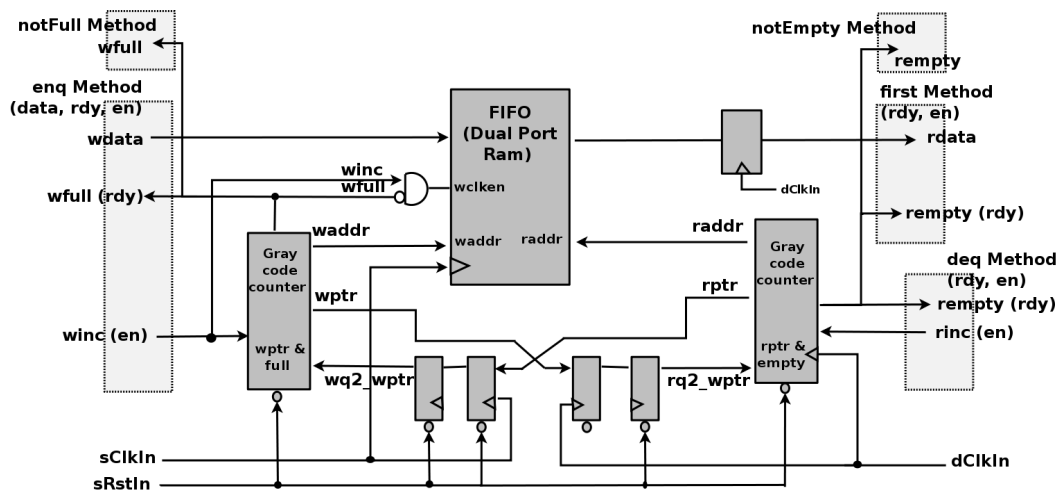 notFull Method
wfull
enq Method
(data, rdy, en)
wdata
wfull (rdy)
winc (en)
winc
wfull
FIFO
(Dual Port
Ram)
wclken
waddr
raddr
waddr
wptr
Gray
code
counter
wptr &
full
wq2_wptr
rq2_wptr
raddr
rptr
Gray
code
counter
rptr &
empty
dClkIn
notEmpty Method
rempty
first Method
(rdy, en)
rdata
rempty (rdy)
deq Method
(rdy, en)
rempty (rdy)
rinc (en)
sClkIn
dClkIn
sRstIn